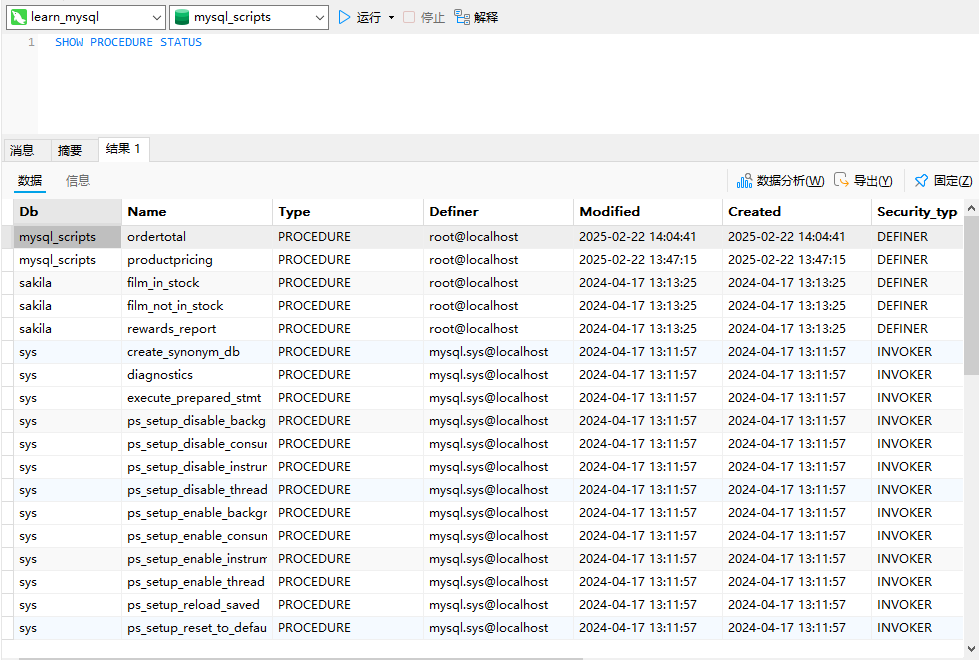 learn_mysql mysql_scripts 运行 停止 解释
1 SHOW PROCEDURE STATUS
消息 摘要 结果 1
数据 信息 数据分析(W) 导出(Y) 固定(Z)
Db Name Type Definer Modified Created Security_typ
mysql_scripts ordertotal PROCEDURE root@localhost 2025-02-22 14:04:41 2025-02-22 14:04:41 DEFINER
mysql_scripts productpricing PROCEDURE root@localhost 2025-02-22 13:47:15 2025-02-22 13:47:15 DEFINER
sakila film_in_stock PROCEDURE root@localhost 2024-04-17 13:13:25 2024-04-17 13:13:25 DEFINER
sakila film_not_in_stock PROCEDURE root@localhost 2024-04-17 13:13:25 2024-04-17 13:13:25 DEFINER
sakila rewards_report PROCEDURE root@localhost 2024-04-17 13:13:25 2024-04-17 13:13:25 DEFINER
sys create_synonym_db PROCEDURE mysql.sys@localhost 2024-04-17 13:11:57 2024-04-17 13:11:57 INVOKER
sys diagnostics PROCEDURE mysql.sys@localhost 2024-04-17 13:11:57 2024-04-17 13:11:57 INVOKER
sys execute_prepared_stmt PROCEDURE mysql.sys@localhost 2024-04-17 13:11:57 2024-04-17 13:11:57 INVOKER
sys ps_setup_disable_backg PROCEDURE mysql.sys@localhost 2024-04-17 13:11:57 2024-04-17 13:11:57 INVOKER
sys ps_setup_disable_consur PROCEDURE mysql.sys@localhost 2024-04-17 13:11:57 2024-04-17 13:11:57 INVOKER
sys ps_setup_disable_instrur PROCEDURE mysql.sys@localhost 2024-04-17 13:11:57 2024-04-17 13:11:57 INVOKER
sys ps_setup_disable_thread PROCEDURE mysql.sys@localhost 2024-04-17 13:11:57 2024-04-17 13:11:57 INVOKER
sys ps_setup_enable_backgr PROCEDURE mysql.sys@localhost 2024-04-17 13:11:57 2024-04-17 13:11:57 INVOKER
sys ps_setup_enable_consun PROCEDURE mysql.sys@localhost 2024-04-17 13:11:57 2024-04-17 13:11:57 INVOKER
sys ps_setup_enable_instrum PROCEDURE mysql.sys@localhost 2024-04-17 13:11:57 2024-04-17 13:11:57 INVOKER
sys ps_setup_enable_thread PROCEDURE mysql.sys@localhost 2024-04-17 13:11:57 2024-04-17 13:11:57 INVOKER
sys ps_setup_reload_saved PROCEDURE mysql.sys@localhost 2024-04-17 13:11:57 2024-04-17 13:11:57 INVOKER
sys ps_setup_reset_to_defau PROCEDURE mysql.sys@localhost 2024-04-17 13:11:57 2024-04-17 13:11:57 INVOKER